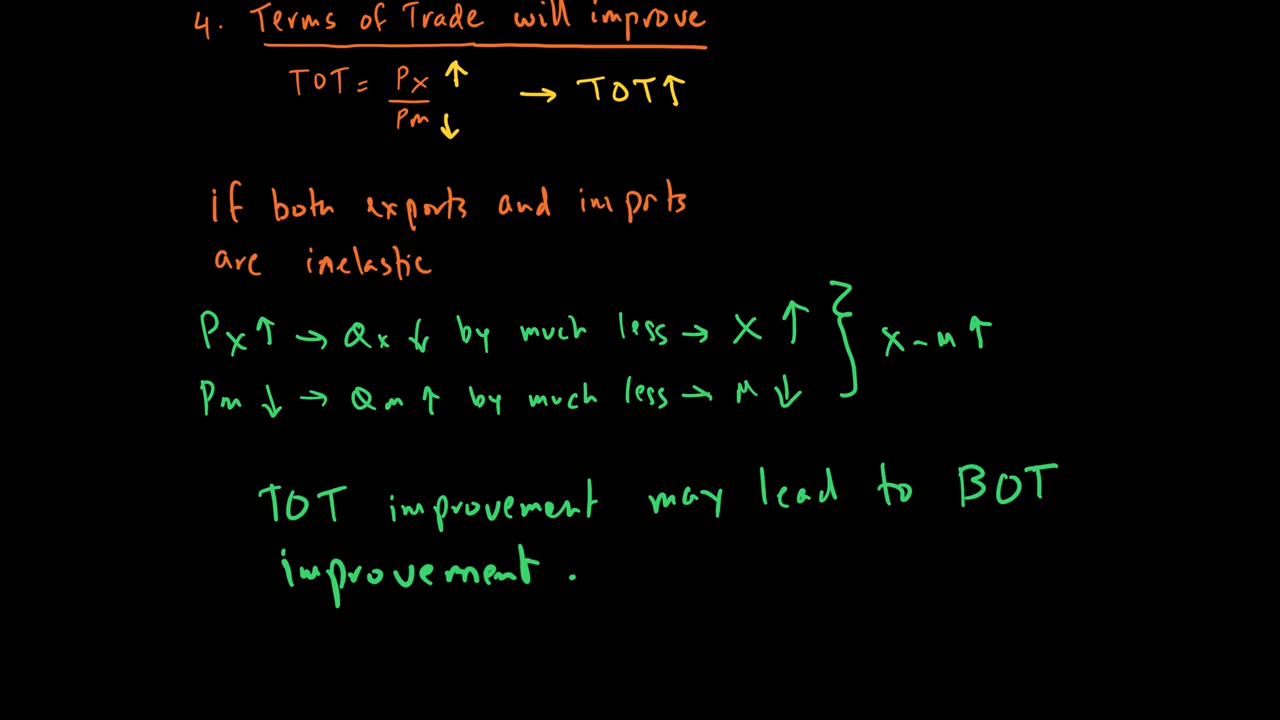 4. Terms of Trade will improve
TOT = Px ↑ / Pm ↓ → TOT↑
if both exports and imprts
are inelastic
Px ↑ → Qx ↓ by much less → X ↑ } X - M ↑
Pm ↓ → Qm ↑ by much less → M ↓
TOT improvement may lead to BOT
improvement.